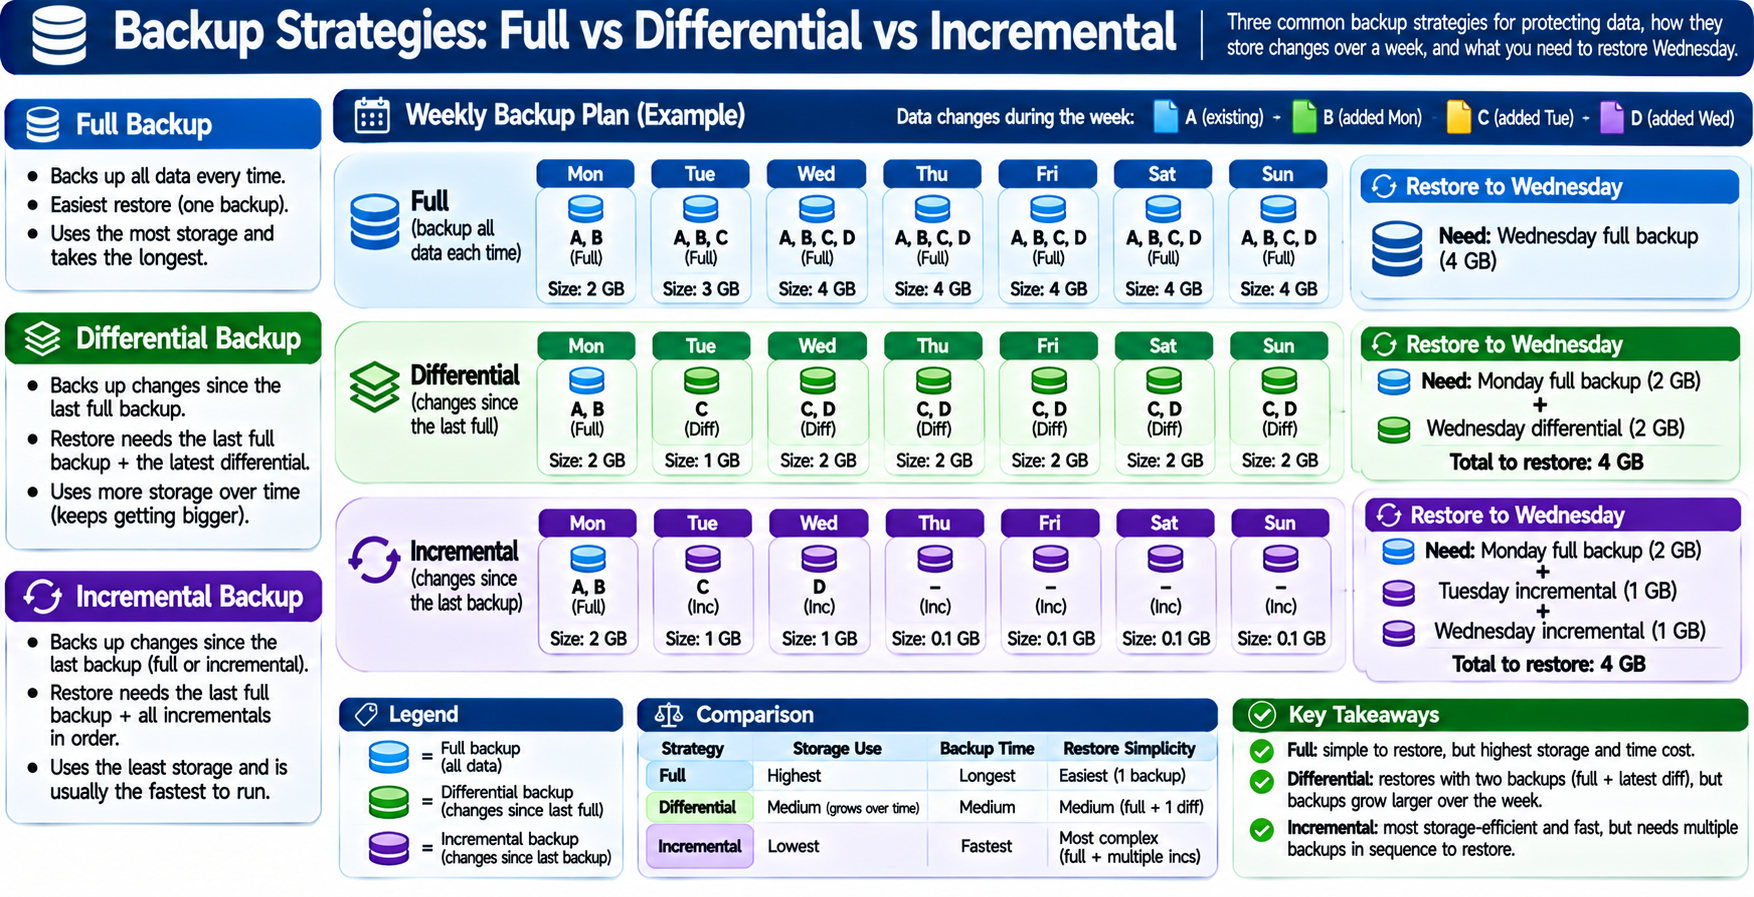 Backup Strategies: Full vs Differential vs Incremental
Three common backup strategies for protecting data, how they
store changes over a week, and what you need to restore Wednesday.
Full Backup
• Backs up all data every time.
• Easiest restore (one backup).
• Uses the most storage and
takes the longest.
Differential Backup
• Backs up changes since the
last full backup.
• Restore needs the last full
backup + the latest differential.
• Uses more storage over time
(keeps getting bigger).
Incremental Backup
• Backs up changes since the
last backup (full or incremental).
• Restore needs the last full
backup + all incrementals
in order.
• Uses the least storage and is
usually the fastest to run.
Weekly Backup Plan (Example)
Data changes during the week: A (existing) - B (added Mon) C (added Tue) - D (added Wed)
Full
(backup all
data each time)
Mon Tue Wed Thu Fri Sat Sun
A, B A, B, C A, B, C, D A, B, C, D A, B, C, D A, B, C, D A, B, C, D
(Full) (Full) (Full) (Full) (Full) (Full) (Full)
Size: 2 GB Size: 3 GB Size: 4 GB Size: 4 GB Size: 4 GB Size: 4 GB Size: 4 GB
Restore to Wednesday
Need: Wednesday full backup
(4 GB)
Differential
(changes since
the last full)
Mon Tue Wed Thu Fri Sat Sun
A, B C C, D C, D C, D C, D C, D
(Full) (Diff) (Diff) (Diff) (Diff) (Diff) (Diff)
Size: 2 GB Size: 1 GB Size: 2 GB Size: 2 GB Size: 2 GB Size: 2 GB Size: 2 GB
Restore to Wednesday
Need: Monday full backup (2 GB)
+
Wednesday differential (2 GB)
Total to restore: 4 GB
Incremental
(changes since
the last backup)
Mon Tue Wed Thu Fri Sat Sun
A, B C D – – – –
(Full) (Inc) (Inc) (Inc) (Inc) (Inc) (Inc)
Size: 2 GB Size: 1 GB Size: 1 GB Size: 0.1 GB Size: 0.1 GB Size: 0.1 GB Size: 0.1 GB
Restore to Wednesday
Need: Monday full backup (2 GB)
+
Tuesday incremental (1 GB)
+
Wednesday incremental (1 GB)
Total to restore: 4 GB
Legend
= Full backup
(all data)
= Differential backup
(changes since last full)
= Incremental backup
(changes since last backup)
Comparison
Strategy Storage Use Backup Time Restore Simplicity
Full Highest Longest Easiest (1 backup)
Differential Medium (grows over time) Medium Medium (full + 1 diff)
Incremental Lowest Fastest Most complex
(full + multiple incs)
Key Takeaways
Full: simple to restore, but highest storage and time cost.
Differential: restores with two backups (full + latest diff), but
backups grow larger over the week.
Incremental: most storage-efficient and fast, but needs multiple
backups in sequence to restore.